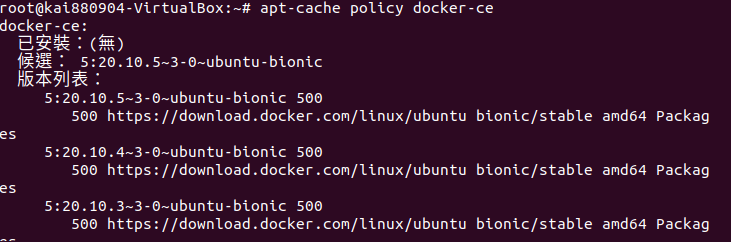 root@kai880904-VirtualBox:~# apt-cache policy docker-ce
docker-ce:
已安裝：(無)
候選： 5:20.10.5~3-0~ubuntu-bionic
版本列表：
5:20.10.5~3-0~ubuntu-bionic 500
500 https://download.docker.com/linux/ubuntu bionic/stable amd64 Packag
es
5:20.10.4~3-0~ubuntu-bionic 500
500 https://download.docker.com/linux/ubuntu bionic/stable amd64 Packag
es
5:20.10.3~3-0~ubuntu-bionic 500
500 https://download.docker.com/linux/ubuntu bionic/stable amd64 Packag
es